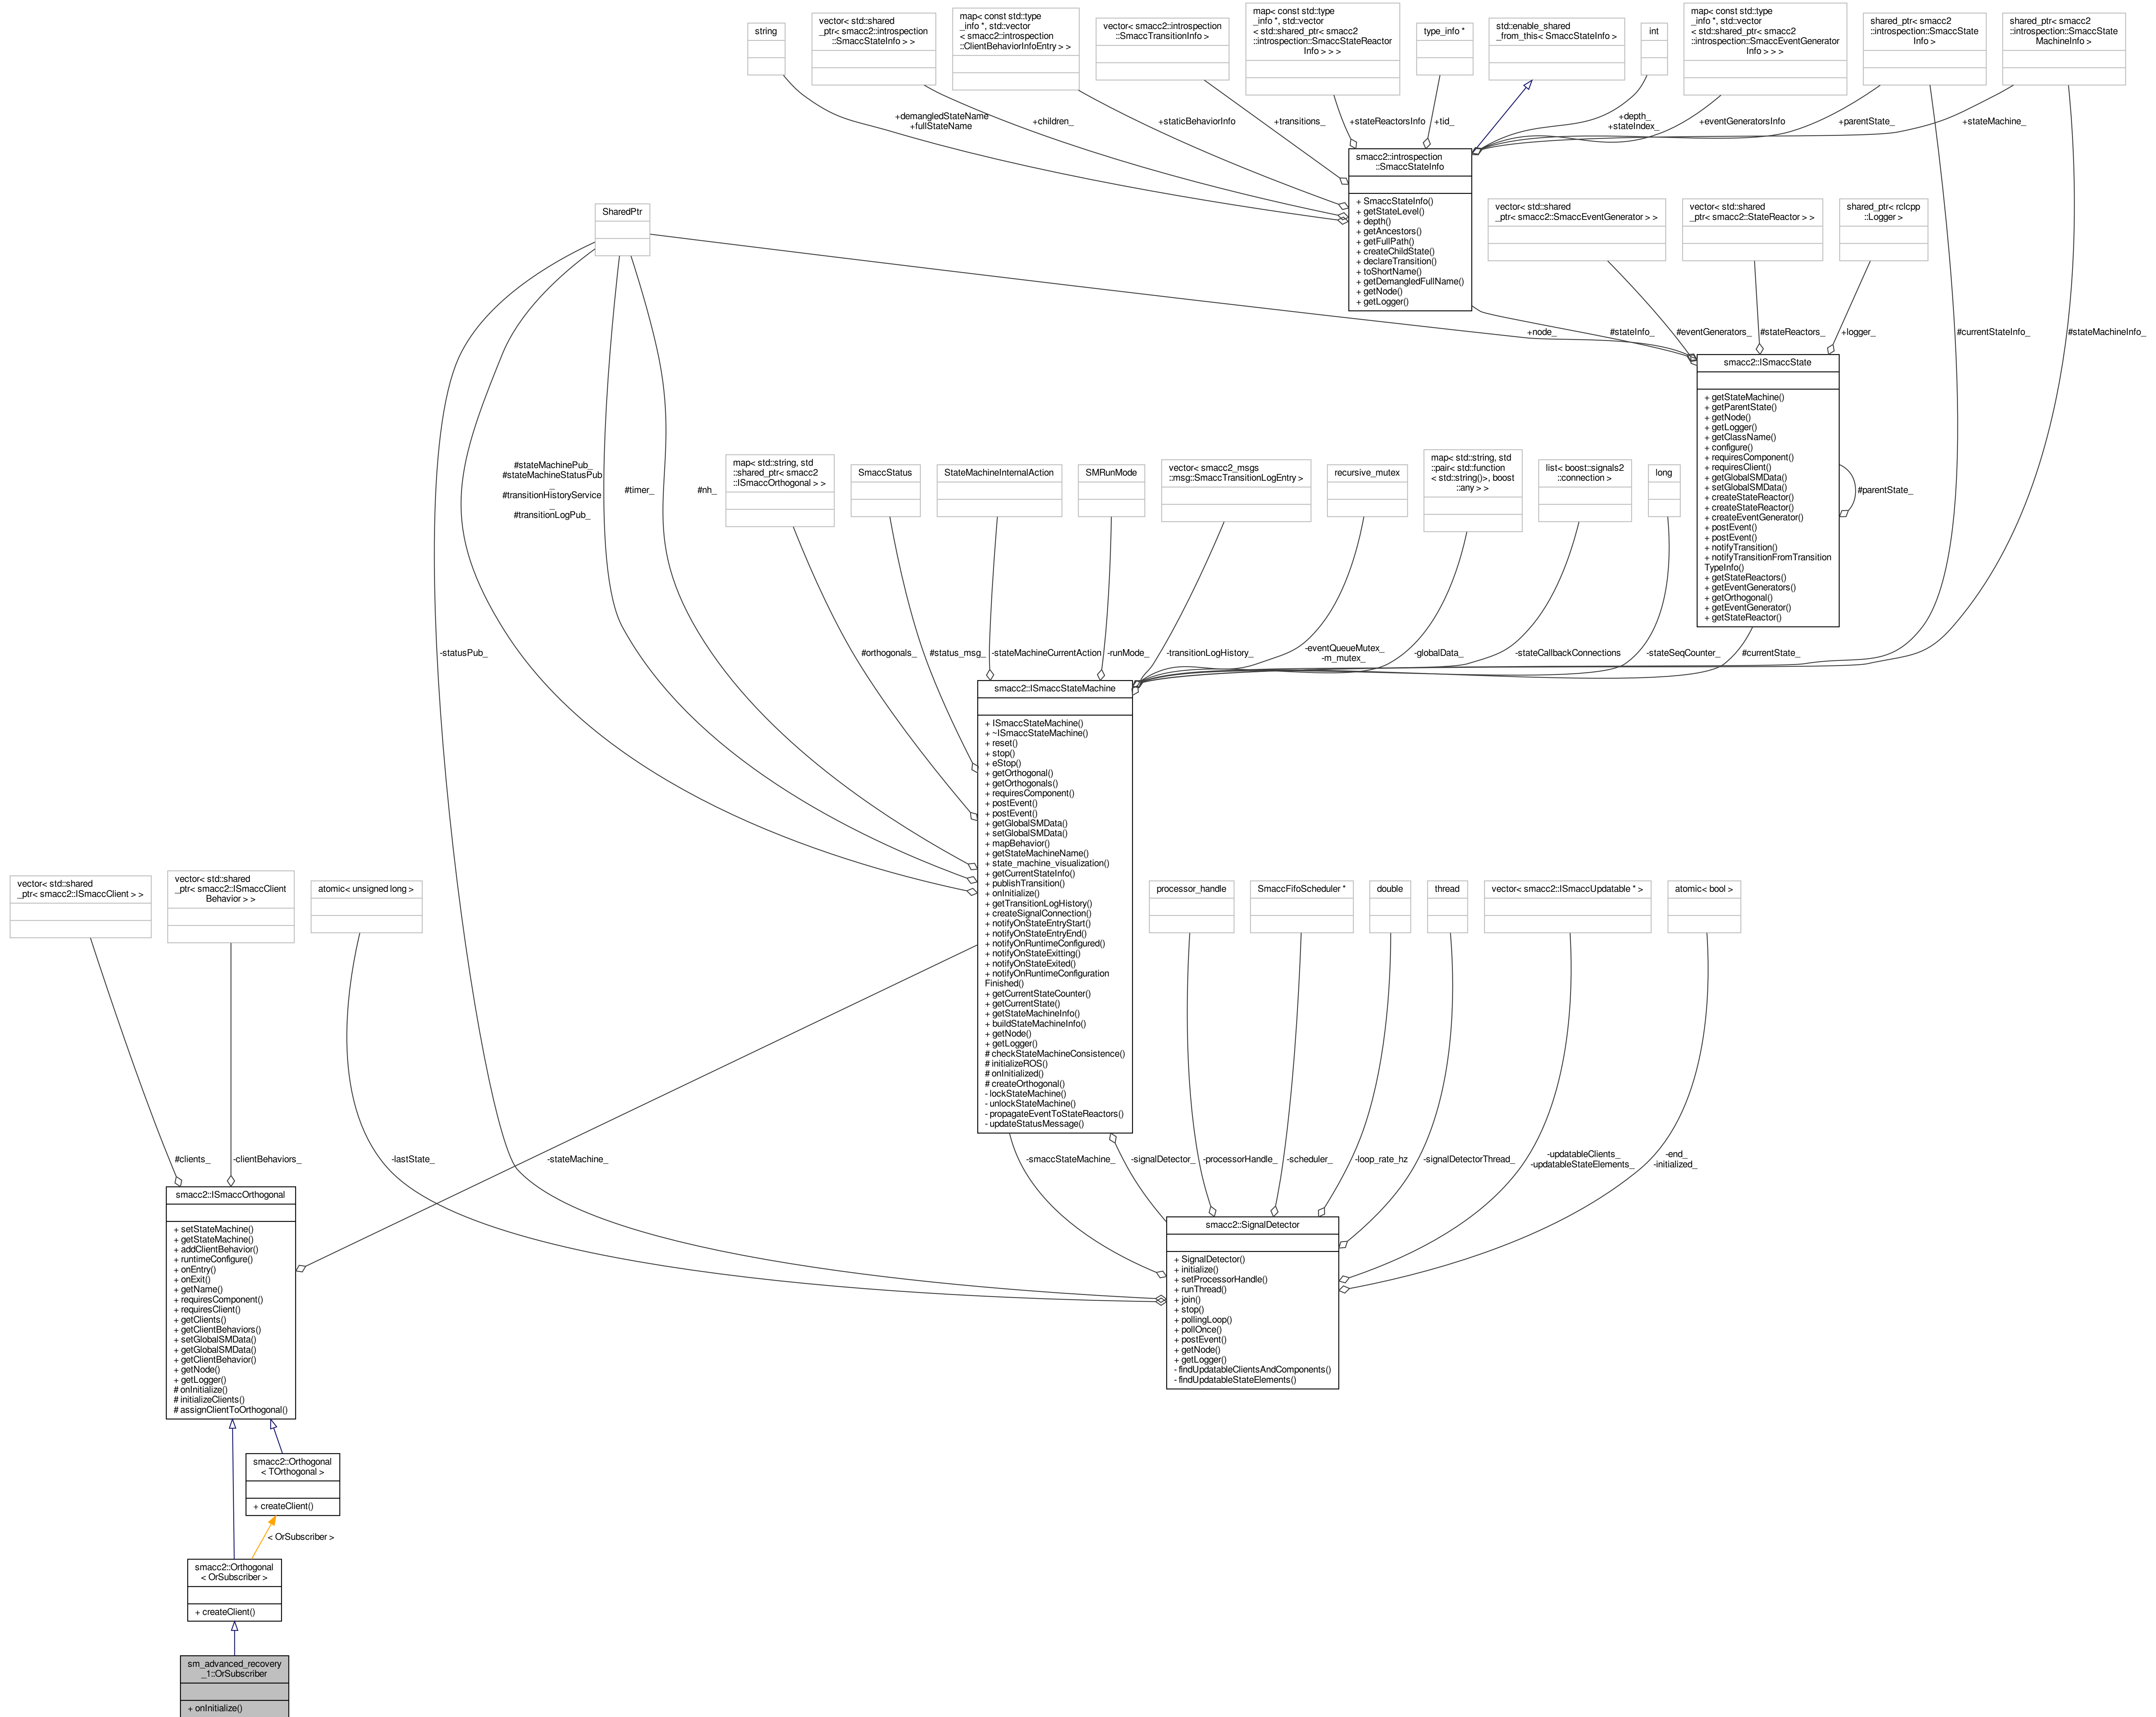 string
vector< std::shared
_ptr< smacc2::introspection
::SmaccStateInfo > >
map< const std::type
_info *, std::vector
< smacc2::introspection
::ClientBehaviorInfoEntry > >
vector< smacc2::introspection
::SmaccTransitionInfo >
map< const std::type
_info *, std::vector
< std::shared_ptr< smacc2
::introspection::SmaccStateReactor
Info > > >
type_info *
std::enable_shared
_from_this< SmaccStateInfo >
int
map< const std::type
_info *, std::vector
< std::shared_ptr< smacc2
::introspection::SmaccEventGenerator
Info > > >
shared_ptr< smacc2
::introspection::SmaccState
Info >
shared_ptr< smacc2
::introspection::SmaccState
MachineInfo >
+demangledStateName
+fullStateName
+children_
+staticBehaviorInfo
+transitions_
+stateReactorsInfo
+tid_
+depth_
+stateIndex_
+eventGeneratorsInfo
+parentState_
+stateMachine_
smacc2::introspection
::SmaccStateInfo
+ SmaccStateInfo()
+ getStateLevel()
+ depth()
+ getAncestors()
+ getFullPath()
+ createChildState()
+ declareTransition()
+ toShortName()
+ getDemangledFullName()
+ getNode()
+ getLogger()
SharedPtr
vector< std::shared
_ptr< smacc2::SmaccEventGenerator > >
vector< std::shared
_ptr< smacc2::StateReactor > >
shared_ptr< rclcpp
::Logger >
+node_
#stateInfo_
#eventGenerators_
#stateReactors_
+logger_
#currentStateInfo_
#stateMachineInfo_
smacc2::ISmaccState
+ getStateMachine()
+ getParentState()
+ getNode()
+ getLogger()
+ getClassName()
+ configure()
+ requiresComponent()
+ requiresClient()
+ getGlobalSMData()
+ setGlobalSMData()
+ createStateReactor()
+ createStateReactor()
+ createEventGenerator()
+ postEvent()
+ postEvent()
+ notifyTransition()
+ notifyTransitionFromTransition
TypeInfo()
+ getStateReactors()
+ getEventGenerators()
+ getOrthogonal()
+ getEventGenerator()
+ getStateReactor()
#parentState_
#stateMachinePub_
#stateMachineStatusPub
_
#transitionHistoryService
_
#transitionLogPub_
#timer_
#nh_
map< std::string, std
::shared_ptr< smacc2
::ISmaccOrthogonal > >
SmaccStatus
StateMachineInternalAction
SMRunMode
vector< smacc2_msgs
::msg::SmaccTransitionLogEntry >
recursive_mutex
map< std::string, std
::pair< std::function
< std::string()>, boost
::any > >
list< boost::signals2
::connection >
long
-statusPub_
#orthogonals_
#status_msg_
-stateMachineCurrentAction
-runMode_
-transitionLogHistory_
-eventQueueMutex_
-m_mutex_
-globalData_
-stateCallbackConnections
-stateSeqCounter_
#currentState_
smacc2::ISmaccStateMachine
+ ISmaccStateMachine()
+ ~ISmaccStateMachine()
+ reset()
+ stop()
+ eStop()
+ getOrthogonal()
+ getOrthogonals()
+ requiresComponent()
+ postEvent()
+ postEvent()
+ getGlobalSMData()
+ setGlobalSMData()
+ mapBehavior()
+ getStateMachineName()
+ state_machine_visualization()
+ getCurrentStateInfo()
+ publishTransition()
+ onInitialize()
+ getTransitionLogHistory()
+ createSignalConnection()
+ notifyOnStateEntryStart()
+ notifyOnStateEntryEnd()
+ notifyOnRuntimeConfigured()
+ notifyOnStateExitting()
+ notifyOnStateExited()
+ notifyOnRuntimeConfiguration
Finished()
+ getCurrentStateCounter()
+ getCurrentState()
+ getStateMachineInfo()
+ buildStateMachineInfo()
+ getNode()
+ getLogger()
# checkStateMachineConsistence()
# initializeROS()
# onInitialized()
# createOrthogonal()
- lockStateMachine()
- unlockStateMachine()
- propagateEventToStateReactors()
- updateStatusMessage()
vector< std::shared
_ptr< smacc2::ISmaccClient > >
vector< std::shared
_ptr< smacc2::ISmaccClient
Behavior > >
atomic< unsigned long >
processor_handle
SmaccFifoScheduler *
double
thread
vector< smacc2::ISmaccUpdatable * >
atomic< bool >
#clients_
-clientBehaviors_
-lastState_
-stateMachine_
-smaccStateMachine_
-signalDetector_
-processorHandle_
-scheduler_
-loop_rate_hz
-signalDetectorThread_
-updatableClients_
-updatableStateElements_
-end_
-initialized_
smacc2::ISmaccOrthogonal
+ setStateMachine()
+ getStateMachine()
+ addClientBehavior()
+ runtimeConfigure()
+ onEntry()
+ onExit()
+ getName()
+ requiresComponent()
+ requiresClient()
+ getClients()
+ getClientBehaviors()
+ setGlobalSMData()
+ getGlobalSMData()
+ getClientBehavior()
+ getNode()
+ getLogger()
# onInitialize()
# initializeClients()
# assignClientToOrthogonal()
smacc2::SignalDetector
+ SignalDetector()
+ initialize()
+ setProcessorHandle()
+ runThread()
+ join()
+ stop()
+ pollingLoop()
+ pollOnce()
+ postEvent()
+ getNode()
+ getLogger()
- findUpdatableClientsAndComponents()
- findUpdatableStateElements()
smacc2::Orthogonal
< TOrthogonal >
+ createClient()
< OrSubscriber >
smacc2::Orthogonal
< OrSubscriber >
+ createClient()
sm_advanced_recovery
_1::OrSubscriber
+ onInitialize()